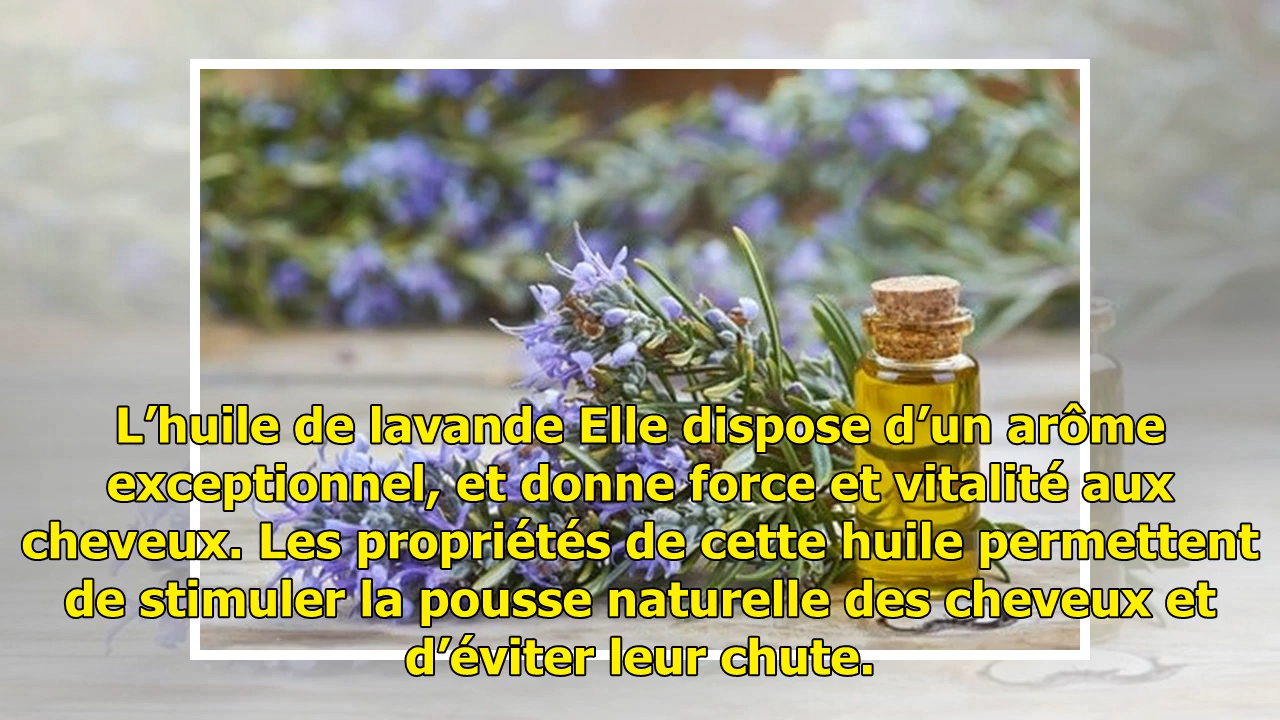 L’huile de lavande Elle dispose d’un arôme
exceptionnel, et donne force et vitalité aux
cheveux. Les propriétés de cette huile permettent
de stimuler la pousse naturelle des cheveux et
d’éviter leur chute.